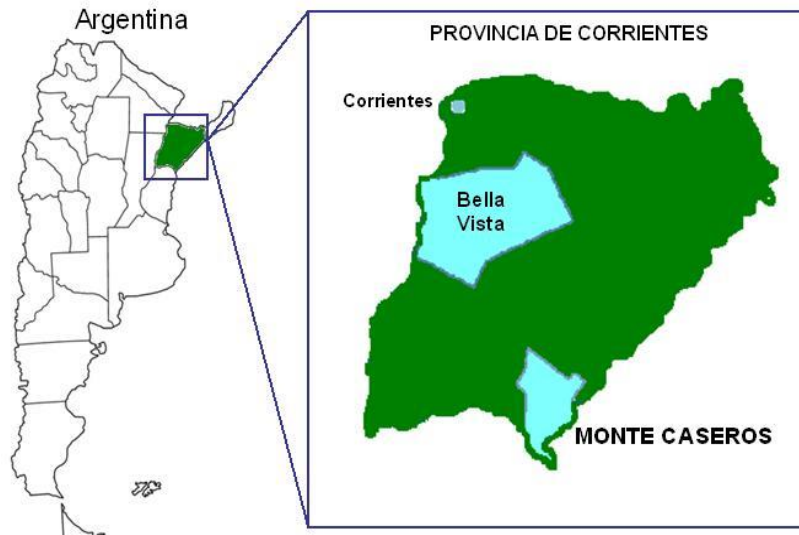 Argentina
PROVINCIA DE CORRIENTES
Corrientes
Bella
Vista
MONTE CASEROS